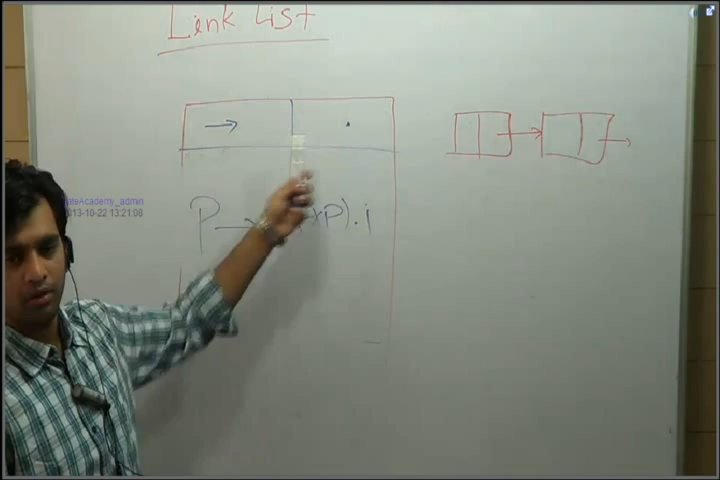 Link list
→ .
P → (*P).i
ateAcademy_admin
013-10-22 13:21:08